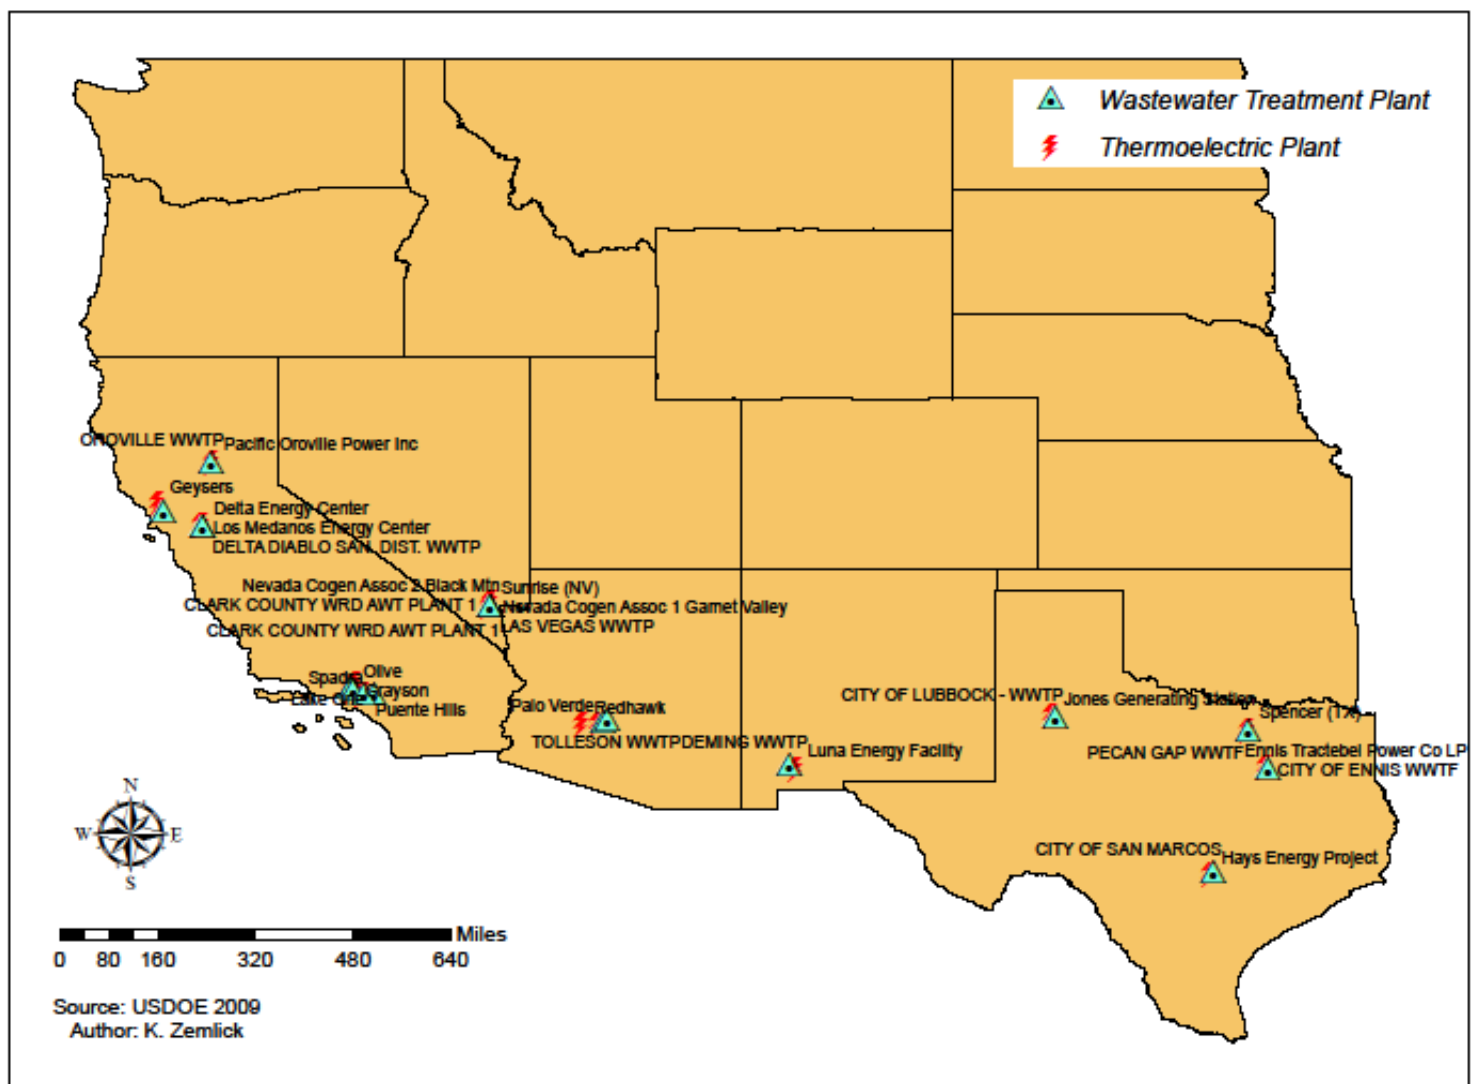 Wastewater Treatment Plant
Thermoelectric Plant
OROVILLE WWTP
Pacific Oroville Power Inc
Geysers
Delta Energy Center
Los Medanos Energy Center
DELTA DIABLO SAN. DIST. WWTP
Nevada Cogen Assoc 2 Black Mtn
Sunrise (NV)
CLARK COUNTY WRD AWT PLANT 1
Nevada Cogen Assoc 1 Garnet Valley
CLARK COUNTY WRD AWT PLANT 1
LAS VEGAS WWTP
Spadra
Olive
Lake One
Grayson
Puente Hills
Palo Verde
Redhawk
TOLLESON WWTP
DEMING WWTP
Luna Energy Facility
CITY OF LUBBOCK - WWTP
Jones Generating Station
Spencer (TX)
PECAN GAP WWTF
Ennis Tractebel Power Co LP
CITY OF ENNIS WWTF
CITY OF SAN MARCOS
Hays Energy Project
N
W E
S
Miles
0 80 160 320 480 640
Source: USDOE 2009
Author: K. Zemlick